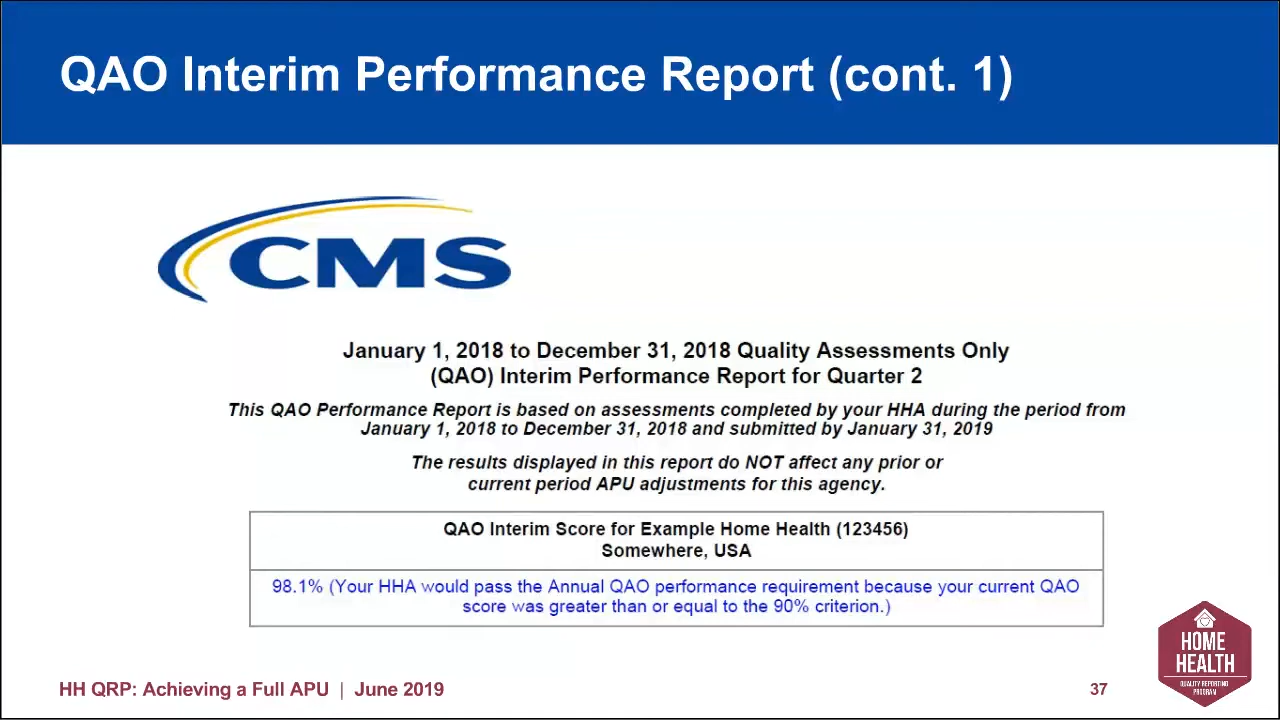 QAO Interim Performance Report (cont. 1)
CMS
January 1, 2018 to December 31, 2018 Quality Assessments Only
(QAO) Interim Performance Report for Quarter 2
This QAO Performance Report is based on assessments completed by your HHA during the period from
January 1, 2018 to December 31, 2018 and submitted by January 31, 2019
The results displayed in this report do NOT affect any prior or
current period APU adjustments for this agency.
QAO Interim Score for Example Home Health (123456)
Somewhere, USA
98.1% (Your HHA would pass the Annual QAO performance requirement because your current QAO
score was greater than or equal to the 90% criterion.)
HOME
HEALTH
QUALITY REPORTING
PROGRAM
HH QRP: Achieving a Full APU | June 2019
37